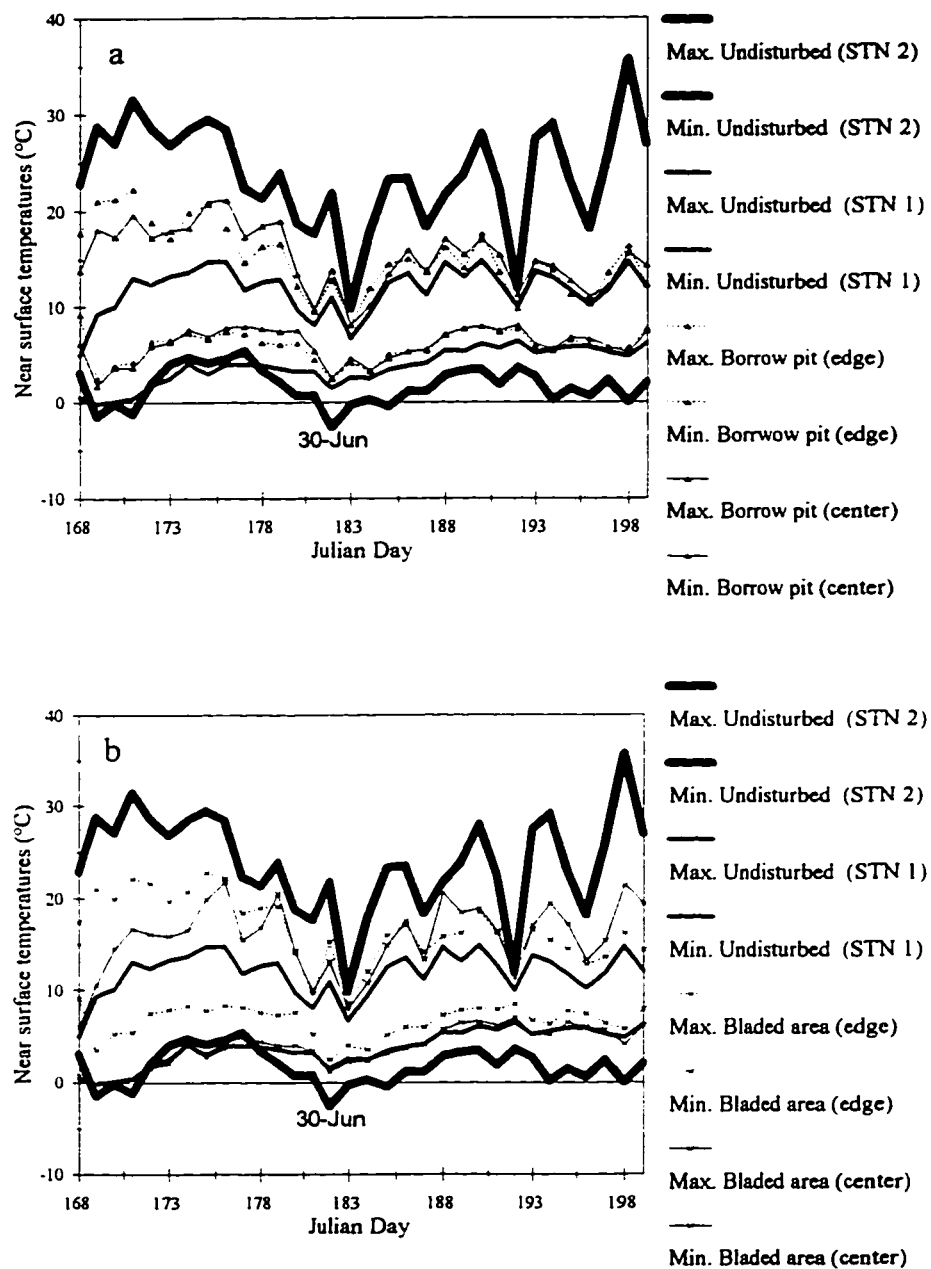 a
40
30
20
10
0
-10
Near surface temperatures (°C)
30-Jun
168 173 178 183 188 193 198
Julian Day
Max. Undisturbed (STN 2)
Min. Undisturbed (STN 2)
Max. Undisturbed (STN 1)
Min. Undisturbed (STN 1)
Max. Borrow pit (edge)
Min. Borrwow pit (edge)
Max. Borrow pit (center)
Min. Borrow pit (center)
b
40
30
20
10
0
-10
Near surface temperatures (°C)
30-Jun
168 173 178 183 188 193 198
Julian Day
Max. Undisturbed (STN 2)
Min. Undisturbed (STN 2)
Max. Undisturbed (STN 1)
Min. Undisturbed (STN 1)
Max. Bladed area (edge)
Min. Bladed area (edge)
Max. Bladed area (center)
Min. Bladed area (center)